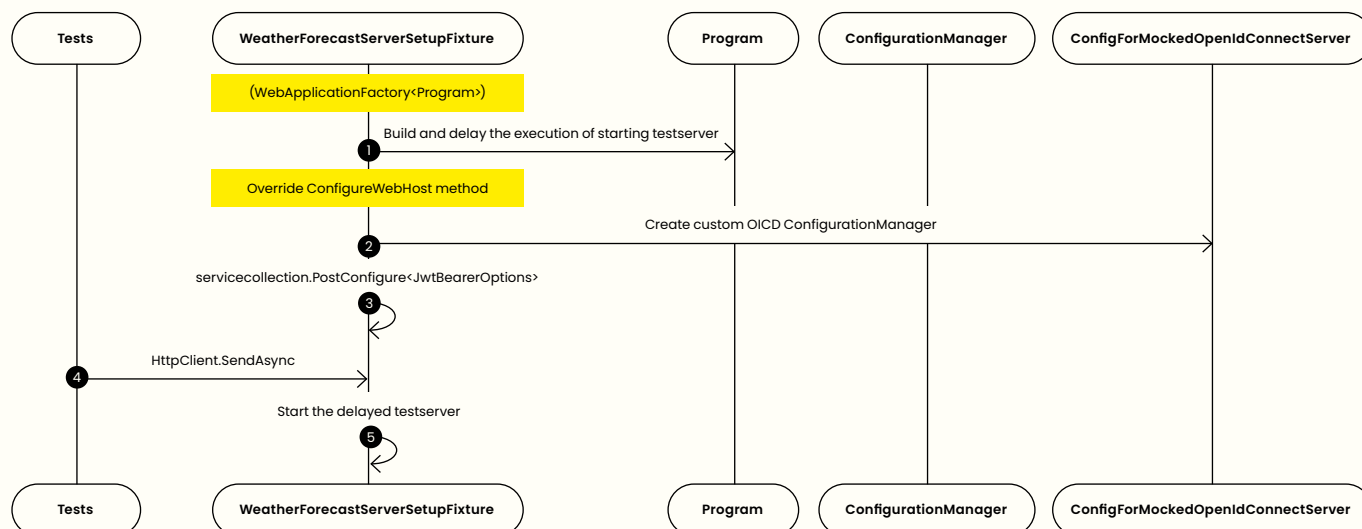 Tests
WeatherForecastServerSetupFixture
Program
ConfigurationManager
ConfigForMockedOpenIdConnectServer
(WebApplicationFactory<Program>)
Build and delay the execution of starting testserver
1
Override ConfigureWebHost method
Create custom OICD ConfigurationManager
2
servicecollection.PostConfigure<JwtBearerOptions>
3
HttpClient.SendAsync
4
Start the delayed testserver
5
Tests
WeatherForecastServerSetupFixture
Program
ConfigurationManager
ConfigForMockedOpenIdConnectServer